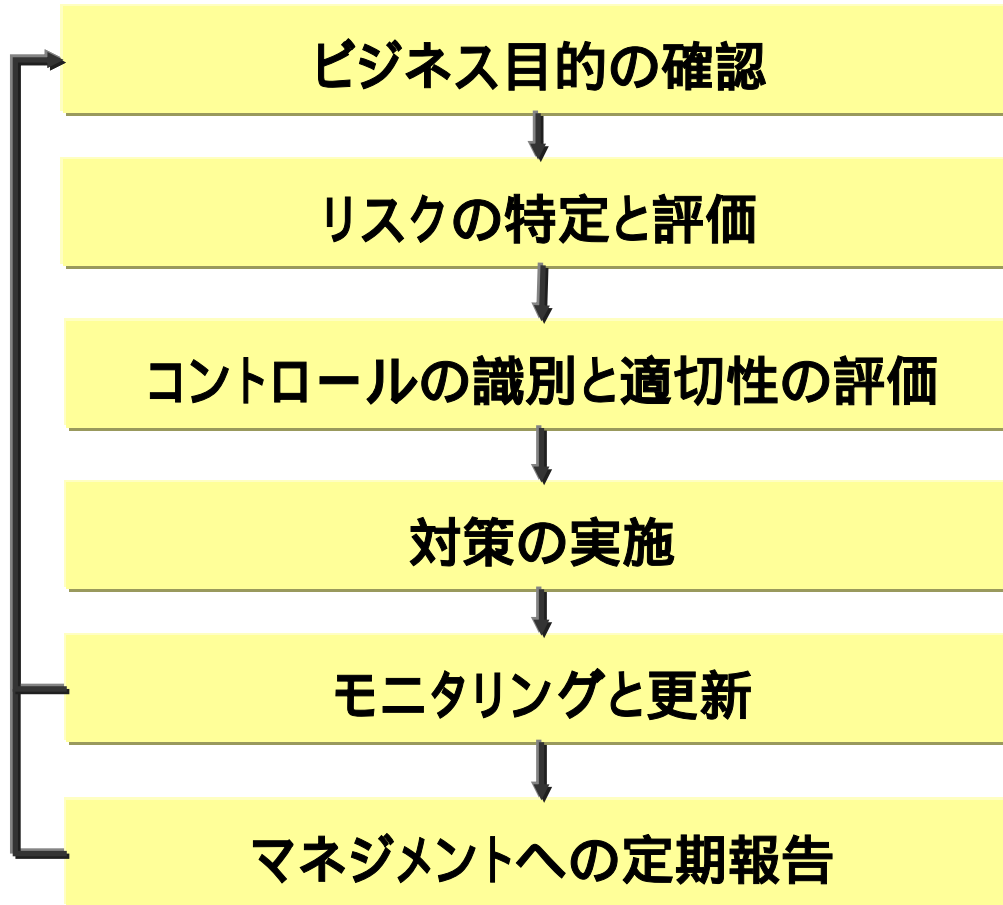 ビジネス目的の確認
リスクの特定と評価
コントロールの識別と適切性の評価
対策の実施
モニタリングと更新
マネジメントへの定期報告